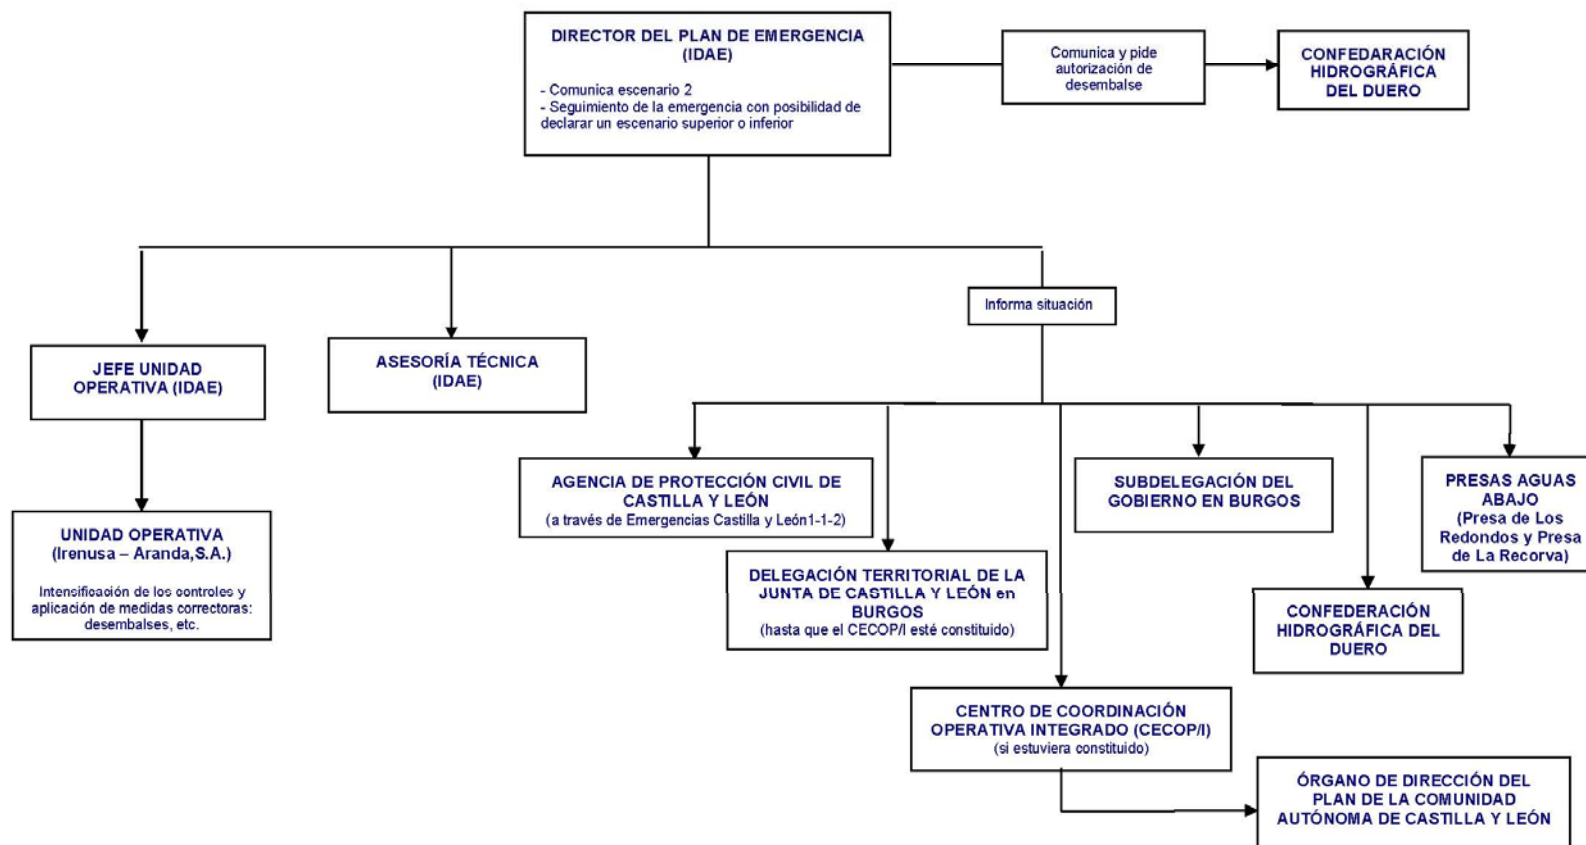 DIRECTOR DEL PLAN DE EMERGENCIA
(IDAE)
- Comunica escenario 2
- Seguimiento de la emergencia con posibilidad de
declarar un escenario superior o inferior
Comunica y pide
autorización de
desembalse
CONFEDARACIÓN
HIDROGRÁFICA
DEL DUERO
Informa situación
JEFE UNIDAD
OPERATIVA (IDAE)
ASESORÍA TÉCNICA
(IDAE)
UNIDAD OPERATIVA
(Irenusa – Aranda,S.A.)
Intensificación de los controles y
aplicación de medidas correctoras:
desembalses, etc.
AGENCIA DE PROTECCIÓN CIVIL DE
CASTILLA Y LEÓN
(a través de Emergencias Castilla y León1-1-2)
DELEGACIÓN TERRITORIAL DE LA
JUNTA DE CASTILLA Y LEÓN en
BURGOS
(hasta que el CECOP/I esté constituido)
CENTRO DE COORDINACIÓN
OPERATIVA INTEGRADO (CECOP/I)
(si estuviera constituido)
SUBDELEGACIÓN DEL
GOBIERNO EN BURGOS
CONFEDERACIÓN
HIDROGRÁFICA DEL
DUERO
PRESAS AGUAS
ABAJO
(Presa de Los
Redondos y Presa
de La Recorva)
ÓRGANO DE DIRECCIÓN DEL
PLAN DE LA COMUNIDAD
AUTÓNOMA DE CASTILLA Y LEÓN